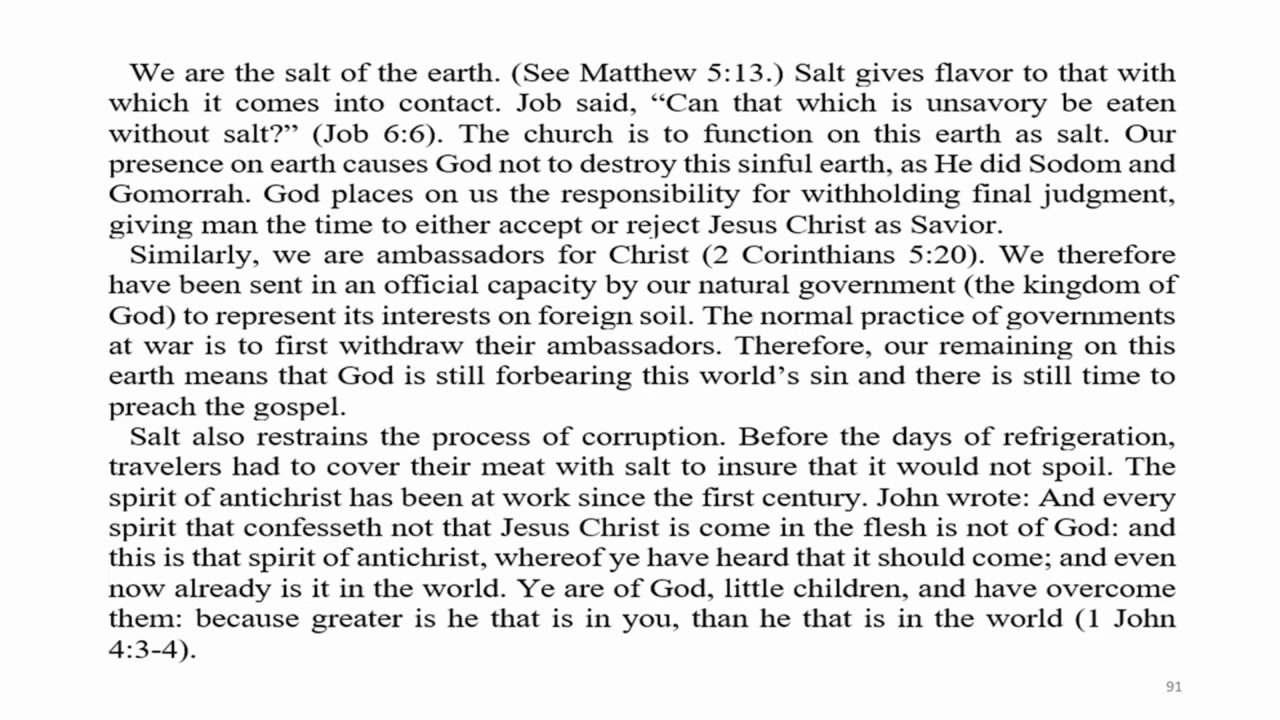 We are the salt of the earth. (See Matthew 5:13.) Salt gives flavor to that with
which it comes into contact. Job said, “Can that which is unsavory be eaten
without salt?” (Job 6:6). The church is to function on this earth as salt. Our
presence on earth causes God not to destroy this sinful earth, as He did Sodom and
Gomorrah. God places on us the responsibility for withholding final judgment,
giving man the time to either accept or reject Jesus Christ as Savior.
Similarly, we are ambassadors for Christ (2 Corinthians 5:20). We therefore
have been sent in an official capacity by our natural government (the kingdom of
God) to represent its interests on foreign soil. The normal practice of governments
at war is to first withdraw their ambassadors. Therefore, our remaining on this
earth means that God is still forbearing this world’s sin and there is still time to
preach the gospel.
Salt also restrains the process of corruption. Before the days of refrigeration,
travelers had to cover their meat with salt to insure that it would not spoil. The
spirit of antichrist has been at work since the first century. John wrote: And every
spirit that confesseth not that Jesus Christ is come in the flesh is not of God: and
this is that spirit of antichrist, whereof ye have heard that it should come; and even
now already is it in the world. Ye are of God, little children, and have overcome
them: because greater is he that is in you, than he that is in the world (1 John
4:3-4).
91